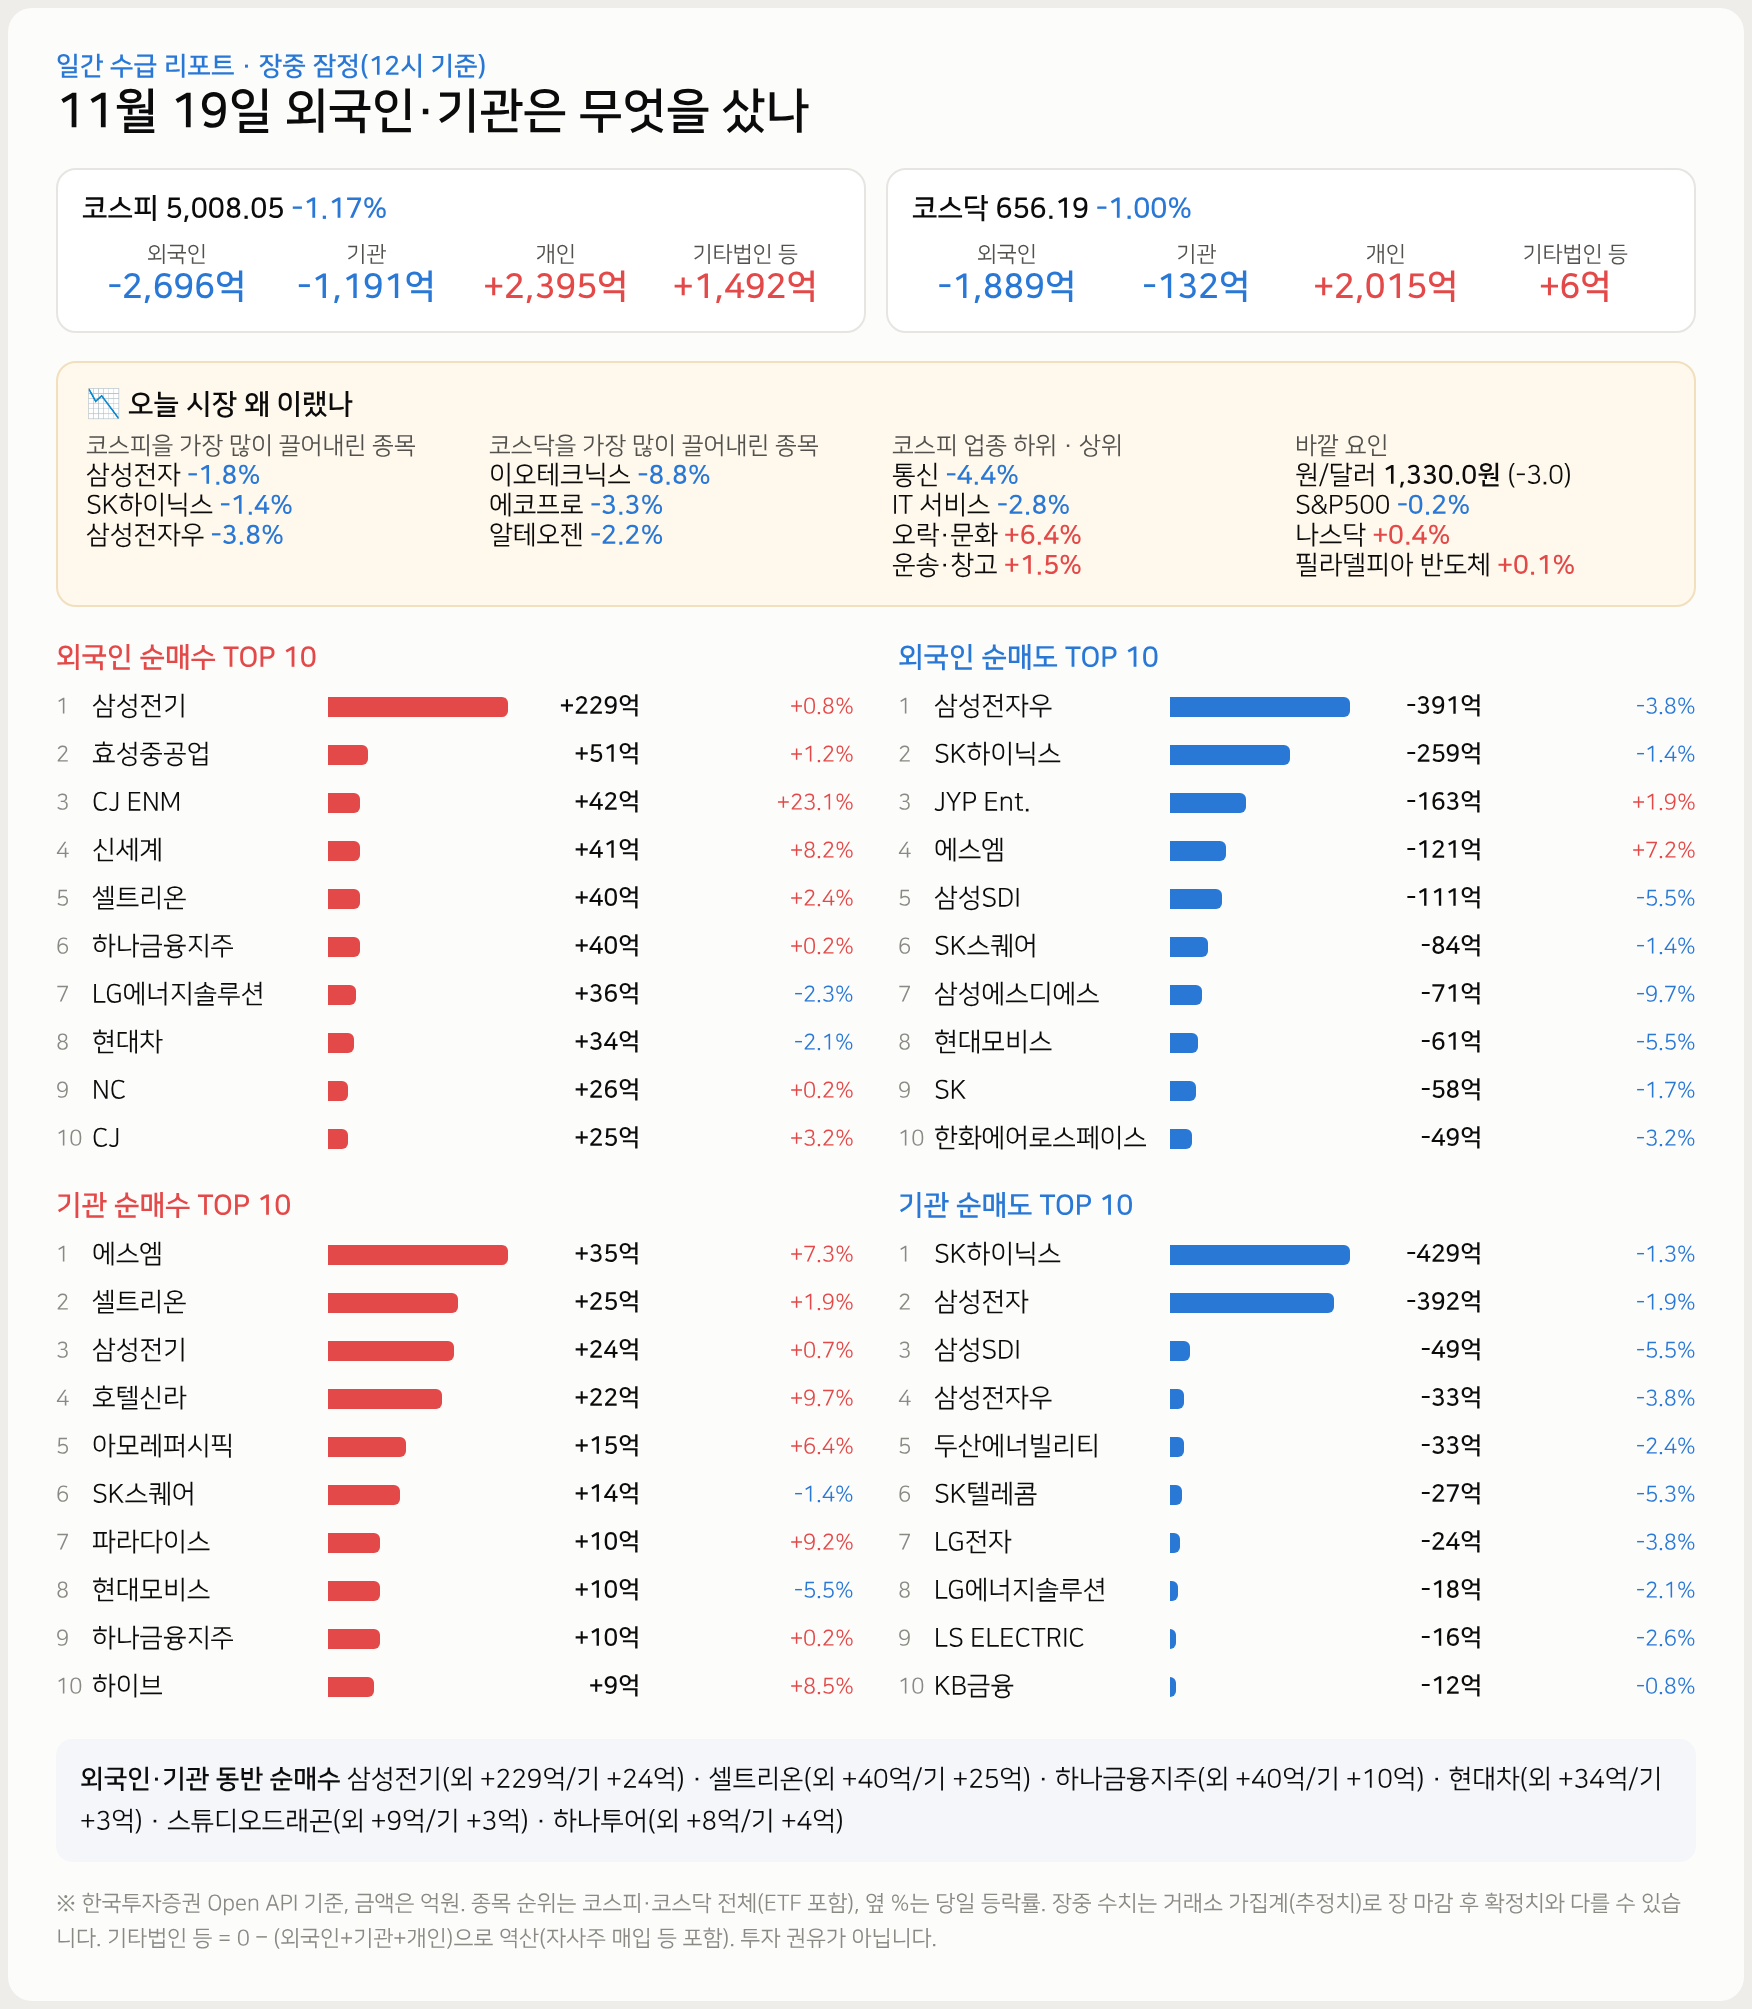 일간 수급 리포트 · 장중 잠정(12시 기준)
11월 19일 외국인·기관은 무엇을 샀나
코스피 5,008.05 -1.17%
외국인 기관 개인 기타법인 등
-2,696억 -1,191억 +2,395억 +1,492억
코스닥 656.19 -1.00%
외국인 기관 개인 기타법인 등
-1,889억 -132억 +2,015억 +6억
📉 오늘 시장 왜 이랬나
코스피을 가장 많이 끌어내린 종목
삼성전자 -1.8%
SK하이닉스 -1.4%
삼성전자우 -3.8%
코스닥을 가장 많이 끌어내린 종목
이오테크닉스 -8.8%
에코프로 -3.3%
알테오젠 -2.2%
코스피 업종 하위 · 상위
통신 -4.4%
IT 서비스 -2.8%
오락·문화 +6.4%
운송·창고 +1.5%
바깥 요인
원/달러 1,330.0원 (-3.0)
S&P500 -0.2%
나스닥 +0.4%
필라델피아 반도체 +0.1%
외국인 순매수 TOP 10
1 삼성전기 +229억 +0.8%
2 효성중공업 +51억 +1.2%
3 CJ ENM +42억 +23.1%
4 신세계 +41억 +8.2%
5 셀트리온 +40억 +2.4%
6 하나금융지주 +40억 +0.2%
7 LG에너지솔루션 +36억 -2.3%
8 현대차 +34억 -2.1%
9 NC +26억 +0.2%
10 CJ +25억 +3.2%
외국인 순매도 TOP 10
1 삼성전자우 -391억 -3.8%
2 SK하이닉스 -259억 -1.4%
3 JYP Ent. -163억 +1.9%
4 에스엠 -121억 +7.2%
5 삼성SDI -111억 -5.5%
6 SK스퀘어 -84억 -1.4%
7 삼성에스디에스 -71억 -9.7%
8 현대모비스 -61억 -5.5%
9 SK -58억 -1.7%
10 한화에어로스페이스 -49억 -3.2%
기관 순매수 TOP 10
1 에스엠 +35억 +7.3%
2 셀트리온 +25억 +1.9%
3 삼성전기 +24억 +0.7%
4 호텔신라 +22억 +9.7%
5 아모레퍼시픽 +15억 +6.4%
6 SK스퀘어 +14억 -1.4%
7 파라다이스 +10억 +9.2%
8 현대모비스 +10억 -5.5%
9 하나금융지주 +10억 +0.2%
10 하이브 +9억 +8.5%
기관 순매도 TOP 10
1 SK하이닉스 -429억 -1.3%
2 삼성전자 -392억 -1.9%
3 삼성SDI -49억 -5.5%
4 삼성전자우 -33억 -3.8%
5 두산에너빌리티 -33억 -2.4%
6 SK텔레콤 -27억 -5.3%
7 LG전자 -24억 -3.8%
8 LG에너지솔루션 -18억 -2.1%
9 LS ELECTRIC -16억 -2.6%
10 KB금융 -12억 -0.8%
외국인·기관 동반 순매수 삼성전기(외 +229억/기 +24억) · 셀트리온(외 +40억/기 +25억) · 하나금융지주(외 +40억/기 +10억) · 현대차(외 +34억/기
+3억) · 스튜디오드래곤(외 +9억/기 +3억) · 하나투어(외 +8억/기 +4억)
※ 한국투자증권 Open API 기준, 금액은 억원. 종목 순위는 코스피·코스닥 전체(ETF 포함), 옆 %는 당일 등락률. 장중 수치는 거래소 가집계(추정치)로 장 마감 후 확정치와 다를 수 있습
니다. 기타법인 등 = 0 − (외국인+기관+개인)으로 역산(자사주 매입 등 포함). 투자 권유가 아닙니다.